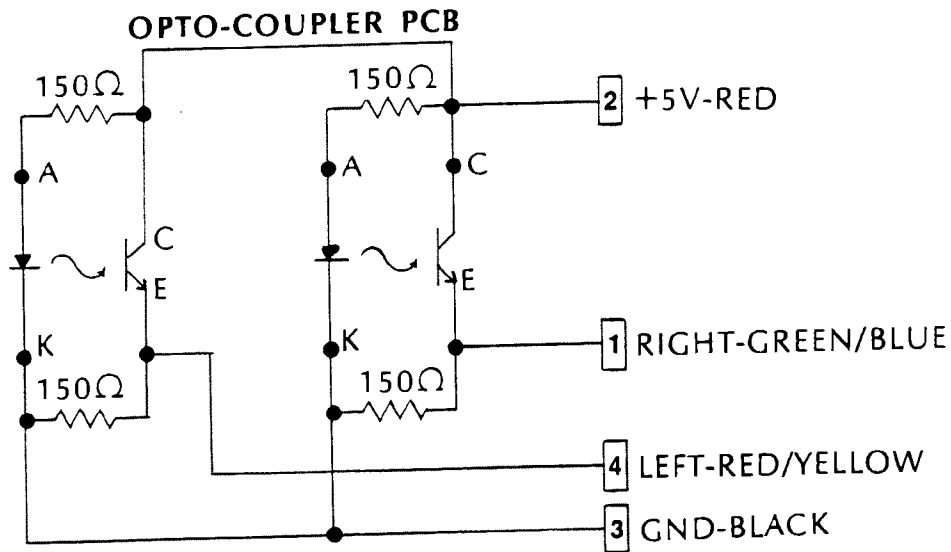 OPTO-COUPLER PCB
150Ω
150Ω
2 +5V-RED
A
A
C
C
E
E
K
K
1 RIGHT-GREEN/BLUE
150Ω
150Ω
4 LEFT-RED/YELLOW
3 GND-BLACK